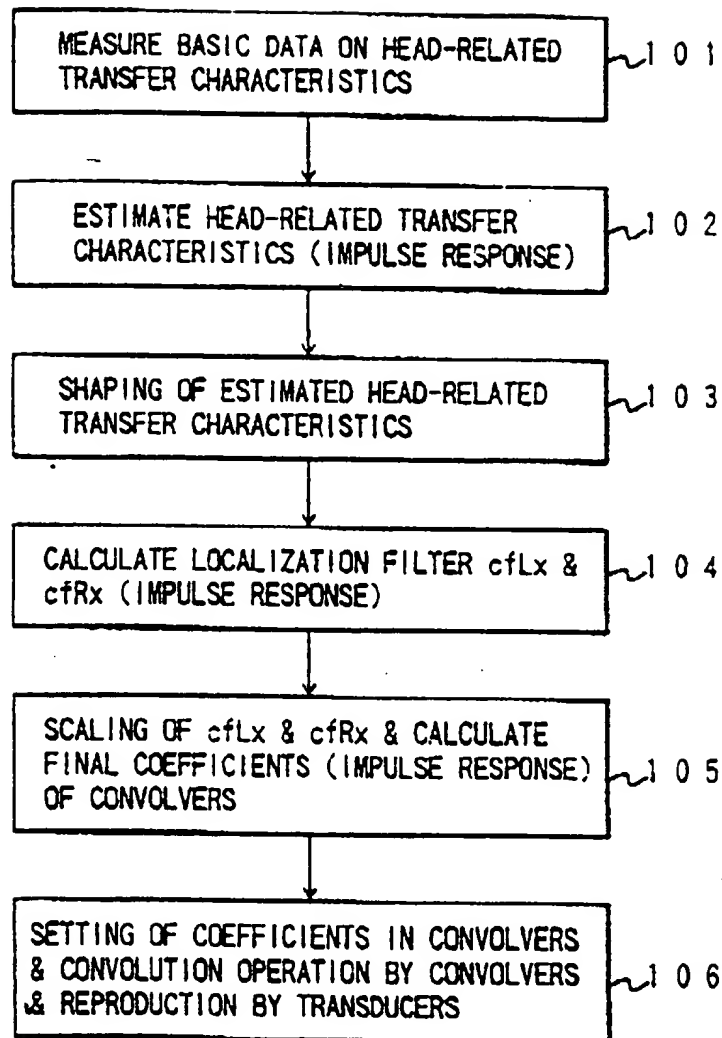 MEASURE BASIC DATA ON HEAD-RELATED
TRANSFER CHARACTERISTICS
101
ESTIMATE HEAD-RELATED TRANSFER
CHARACTERISTICS (IMPULSE RESPONSE)
102
SHAPING OF ESTIMATED HEAD-RELATED
TRANSFER CHARACTERISTICS
103
CALCULATE LOCALIZATION FILTER cfLx &
cfRx (IMPULSE RESPONSE)
104
SCALING OF cfLx & cfRx & CALCULATE
FINAL COEFFICIENTS (IMPULSE RESPONSE)
OF CONVOLVERS
105
SETTING OF COEFFICIENTS IN CONVOLVERS
& CONVOLUTION OPERATION BY CONVOLVERS
& REPRODUCTION BY TRANSDUCERS
106